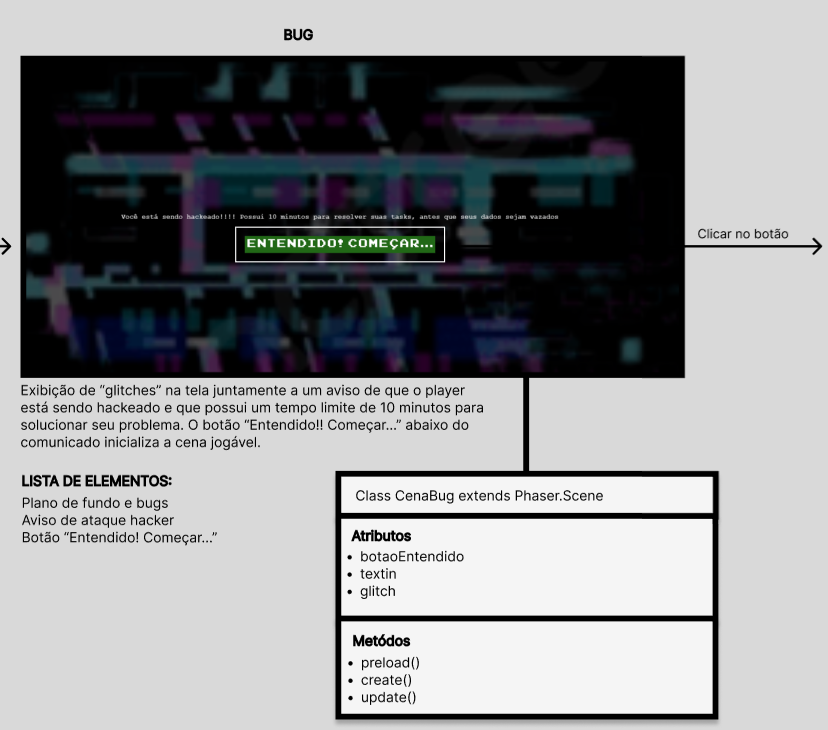 BUG
Você está sendo hackeado!!!! Possui 10 minutos para resolver suas tasks, antes que seus dados sejam vazados
ENTENDIDO! COMEÇAR...
Clicar no botão
Exibição de “glitches” na tela juntamente a um aviso de que o player
está sendo hackeado e que possui um tempo limite de 10 minutos para
solucionar seu problema. O botão “Entendido!! Começar...” abaixo do
comunicado inicializa a cena jogável.
LISTA DE ELEMENTOS:
Plano de fundo e bugs
Aviso de ataque hacker
Botão “Entendido! Começar...”
Class CenaBug extends Phaser.Scene
Atributos
• botaoEntendido
• textin
• glitch
Metódos
• preload()
• create()
• update()